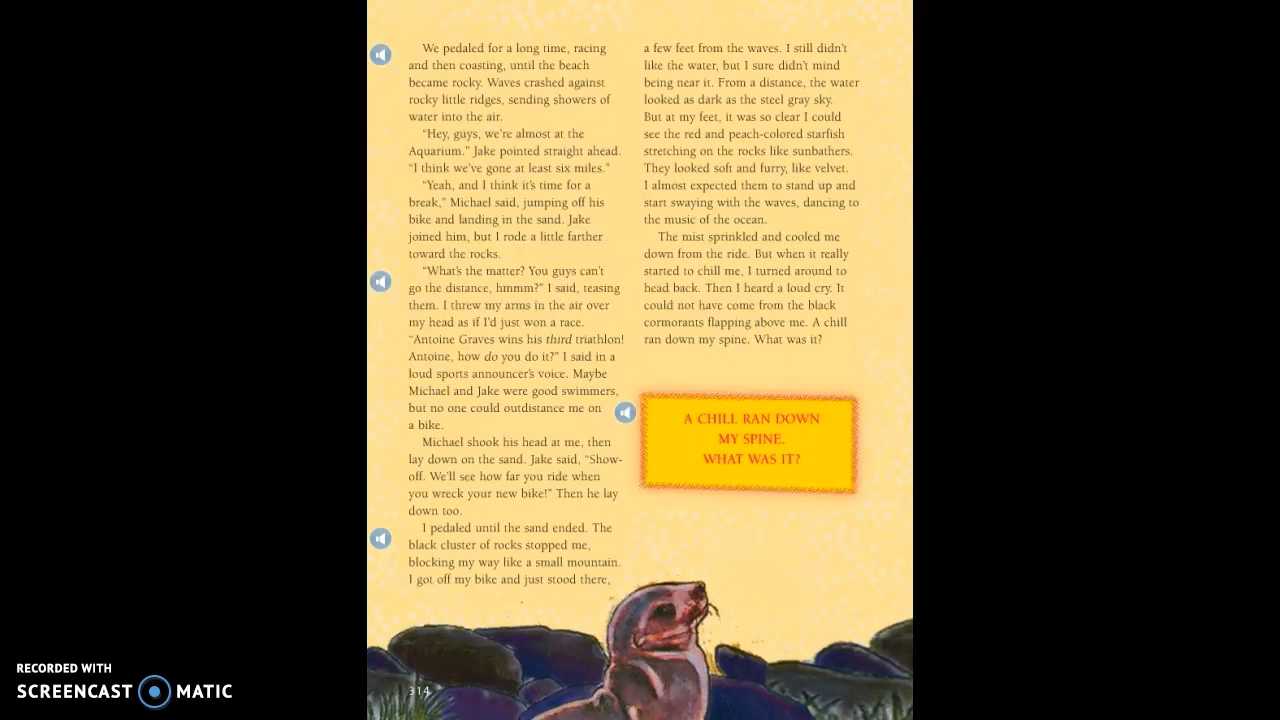 We pedaled for a long time, racing
and then coasting, until the beach
became rocky. Waves crashed against
rocky little ridges, sending showers of
water into the air.
“Hey, guys, we’re almost at the
Aquarium.” Jake pointed straight ahead.
“I think we’ve gone at least six miles.”
“Yeah, and I think it’s time for a
break,” Michael said, jumping off his
bike and landing in the sand. Jake
joined him, but I rode a little farther
toward the rocks.
“What’s the matter? You guys can’t
go the distance, hmmm?” I said, teasing
them. I threw my arms in the air over
my head as if I’d just won a race.
“Antoine Graves wins his third triathlon!
Antoine, how do you do it?” I said in a
loud sports announcer’s voice. Maybe
Michael and Jake were good swimmers,
but no one could outdistance me on
a bike.
Michael shook his head at me, then
lay down on the sand. Jake said, “Show-
off. We’ll see how far you ride when
you wreck your new bike!” Then he lay
down too.
I pedaled until the sand ended. The
black cluster of rocks stopped me,
blocking my way like a small mountain.
I got off my bike and just stood there,
a few feet from the waves. I still didn’t
like the water, but I sure didn’t mind
being near it. From a distance, the water
looked as dark as the steel gray sky.
But at my feet, it was so clear I could
see the red and peach-colored starfish
stretching on the rocks like sunbathers.
They looked soft and furry, like velvet.
I almost expected them to stand up and
start swaying with the waves, dancing to
the music of the ocean.
The mist sprinkled and cooled me
down from the ride. But when it really
started to chill me, I turned around to
head back. Then I heard a loud cry. It
could not have come from the black
cormorants flapping above me. A chill
ran down my spine. What was it?
A CHILL RAN DOWN
MY SPINE.
WHAT WAS IT?
314
RECORDED WITH
SCREENCAST MATIC